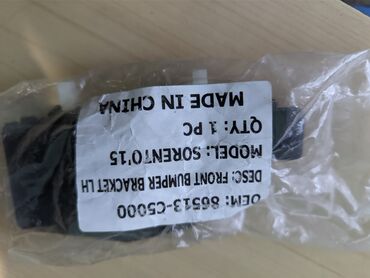 OEM: 86513-C5000
DESC: FRONT BUMPER BRACKET LH
MODEL: SORENTO'15
QTY: 1 PC
MADE IN CHINA